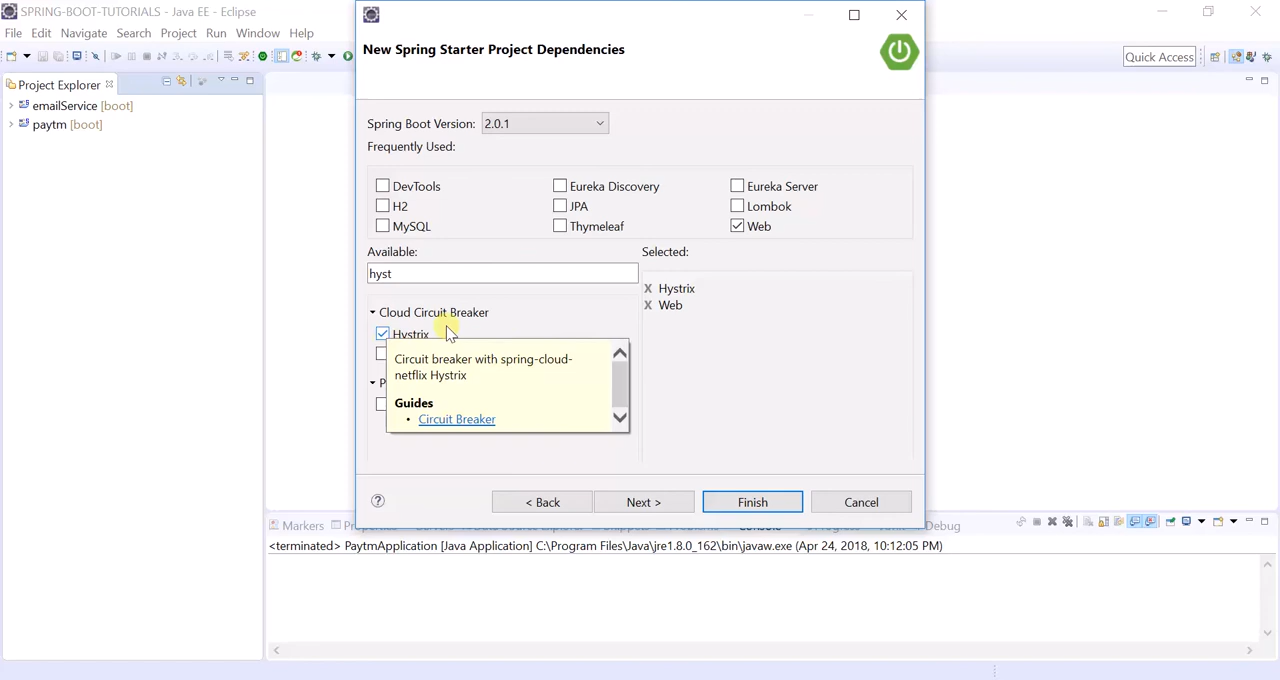 SPRING-BOOT-TUTORIALS - Java EE - Eclipse
File Edit Navigate Search Project Run Window Help
Quick Access
Project Explorer
emailService [boot]
paytm [boot]
New Spring Starter Project Dependencies
Spring Boot Version: 2.0.1
Frequently Used:
DevTools Eureka Discovery Eureka Server
H2 JPA Lombok
MySQL Thymeleaf Web
Available: Selected:
hyst
X Hystrix
X Web
Cloud Circuit Breaker
Hystrix
Circuit breaker with spring-cloud-
netflix Hystrix
Guides
• Circuit Breaker
< Back Next > Finish Cancel
Markers Console Debug
<terminated> PaytmApplication [Java Application] C:\Program Files\Java\jre1.8.0_162\bin\javaw.exe (Apr 24, 2018, 10:12:05 PM)